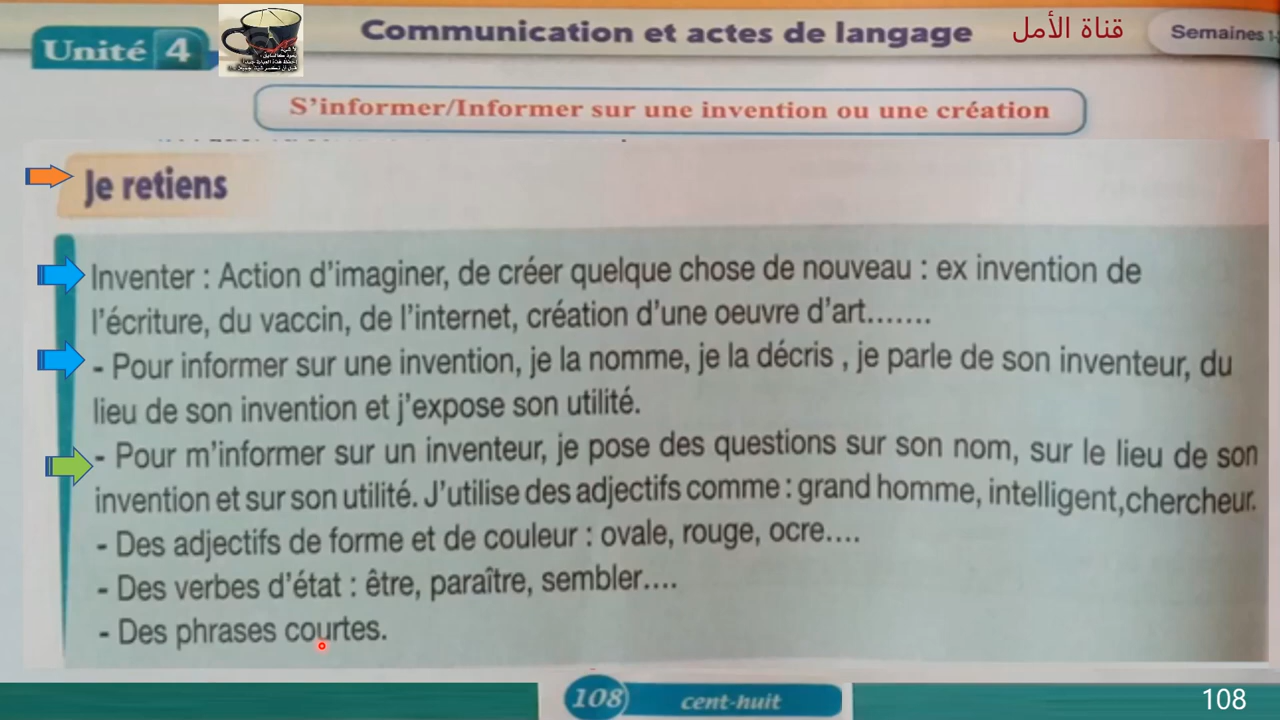 Unité 4
Communication et actes de langage
قناة الأمل
Semaines
S'informer/Informer sur une invention ou une création
Je retiens
Inventer : Action d'imaginer, de créer quelque chose de nouveau : ex invention de
l'écriture, du vaccin, de l'internet, création d'une oeuvre d'art.......
- Pour informer sur une invention, je la nomme, je la décris , je parle de son inventeur, du
lieu de son invention et j'expose son utilité.
- Pour m'informer sur un inventeur, je pose des questions sur son nom, sur le lieu de son
invention et sur son utilité. J'utilise des adjectifs comme : grand homme, intelligent,chercheur.
- Des adjectifs de forme et de couleur : ovale, rouge, ocre....
- Des verbes d'état : être, paraître, sembler....
- Des phrases courtes.
108 cent-huit
108